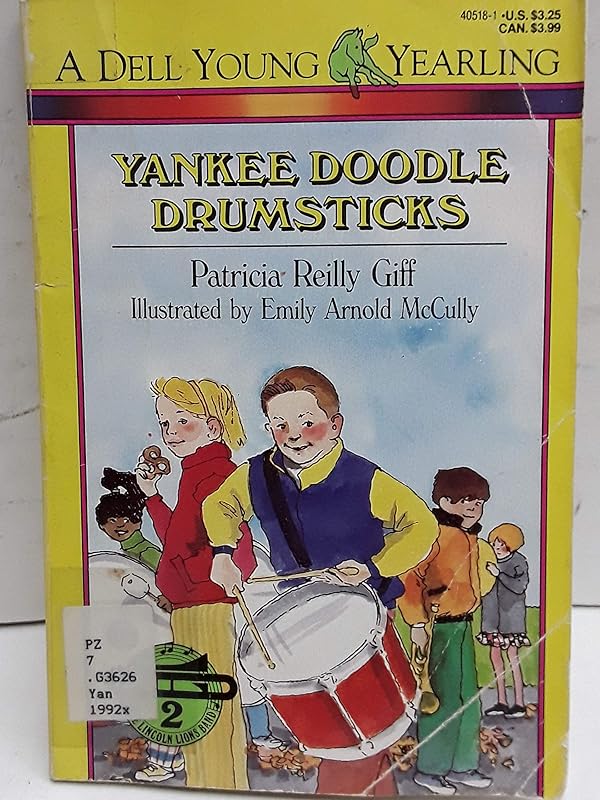 40518-1 • U.S. $3.25
CAN. $3.99
A DELL YOUNG YEARLING
YANKEE DOODLE
DRUMSTICKS
Patricia Reilly Giff
Illustrated by Emily Arnold McCully
PZ
7
.G3626
Yan
1992x
2
LINCOLN LIONS BAND